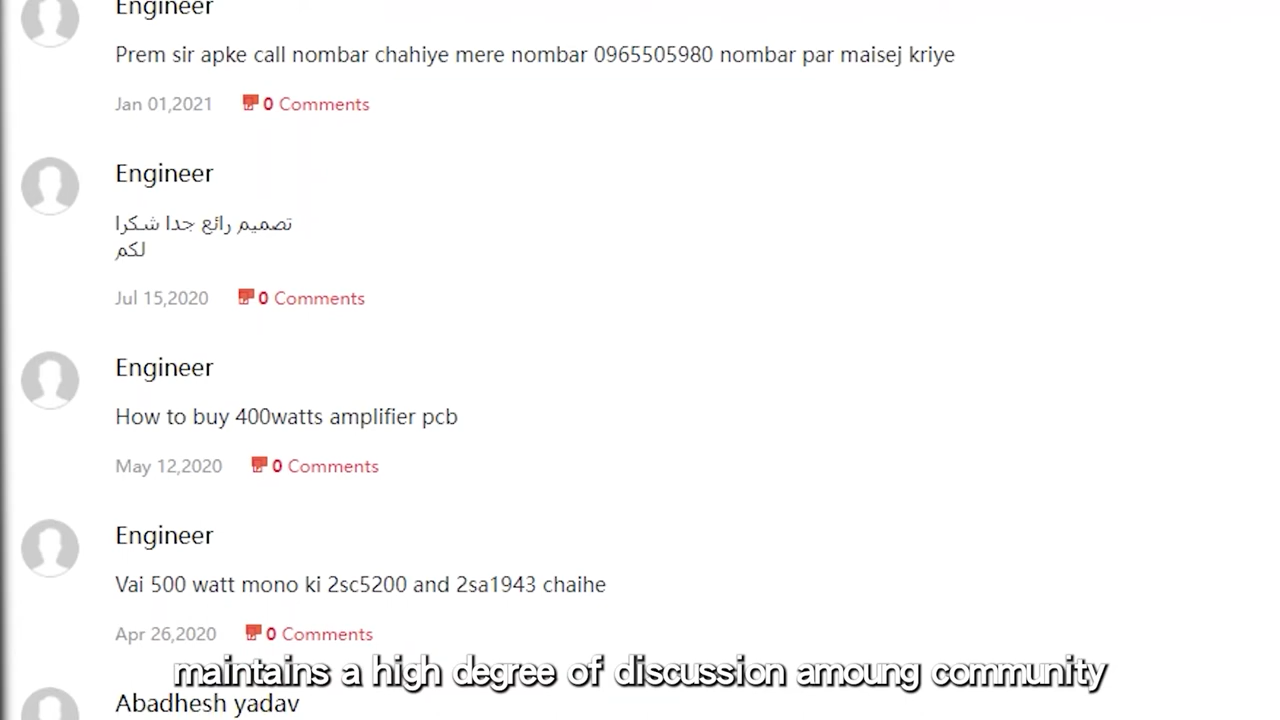 Engineer
Prem sir apke call nombar chahiye mere nombar 0965505980 nombar par maisej kriye
Jan 01,2021 0 Comments
Engineer
تصميم رائع جدا شكرا
لكم
Jul 15,2020 0 Comments
Engineer
How to buy 400watts amplifier pcb
May 12,2020 0 Comments
Engineer
Vai 500 watt mono ki 2sc5200 and 2sa1943 chaihe
Apr 26,2020 0 Comments
maintains a high degree of discussion amoung community
Abadhesh yadav